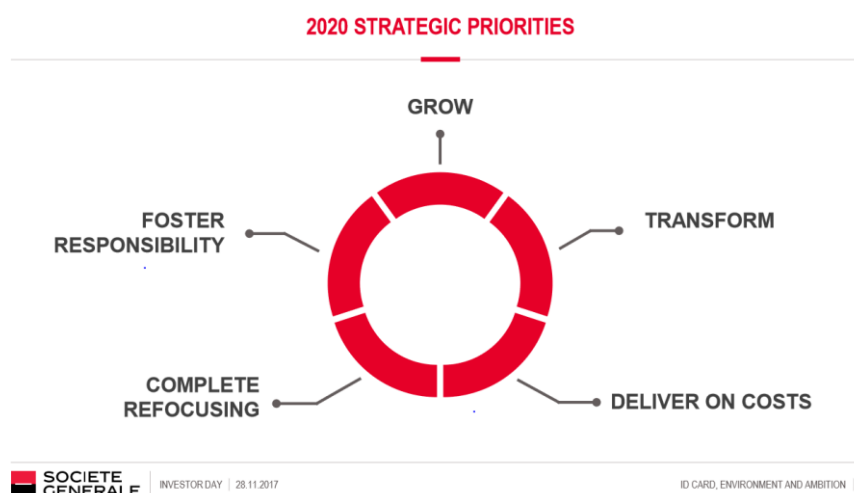 2020 STRATEGIC PRIORITIES
GROW
TRANSFORM
DELIVER ON COSTS
COMPLETE
REFOCUSING
FOSTER
RESPONSIBILITY
SOCIETE
GENERALE
INVESTOR DAY | 28.11.2017
ID CARD, ENVIRONMENT AND AMBITION